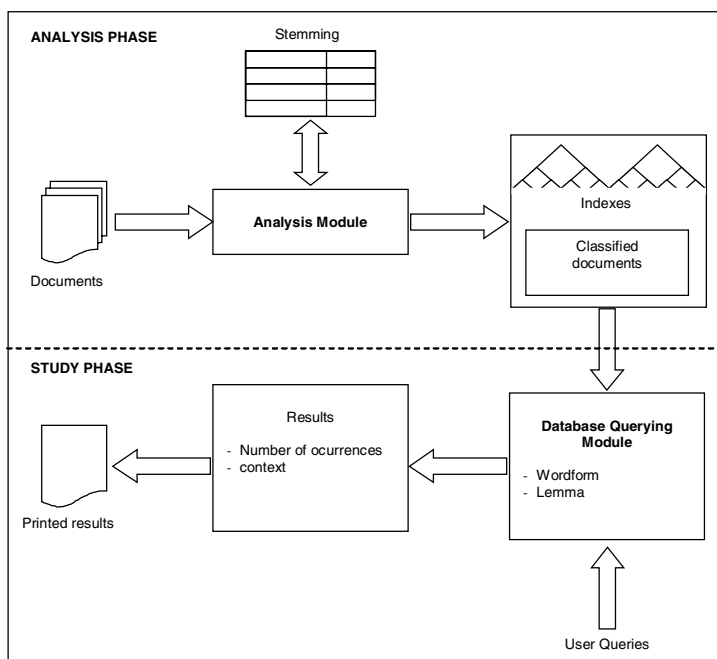 ANALYSIS PHASE
Stemming
Analysis Module
Indexes
Classified
documents
Documents
STUDY PHASE
Results
- Number of ocurrences
- context
Database Querying
Module
- Wordform
- Lemma
Printed results
User Queries